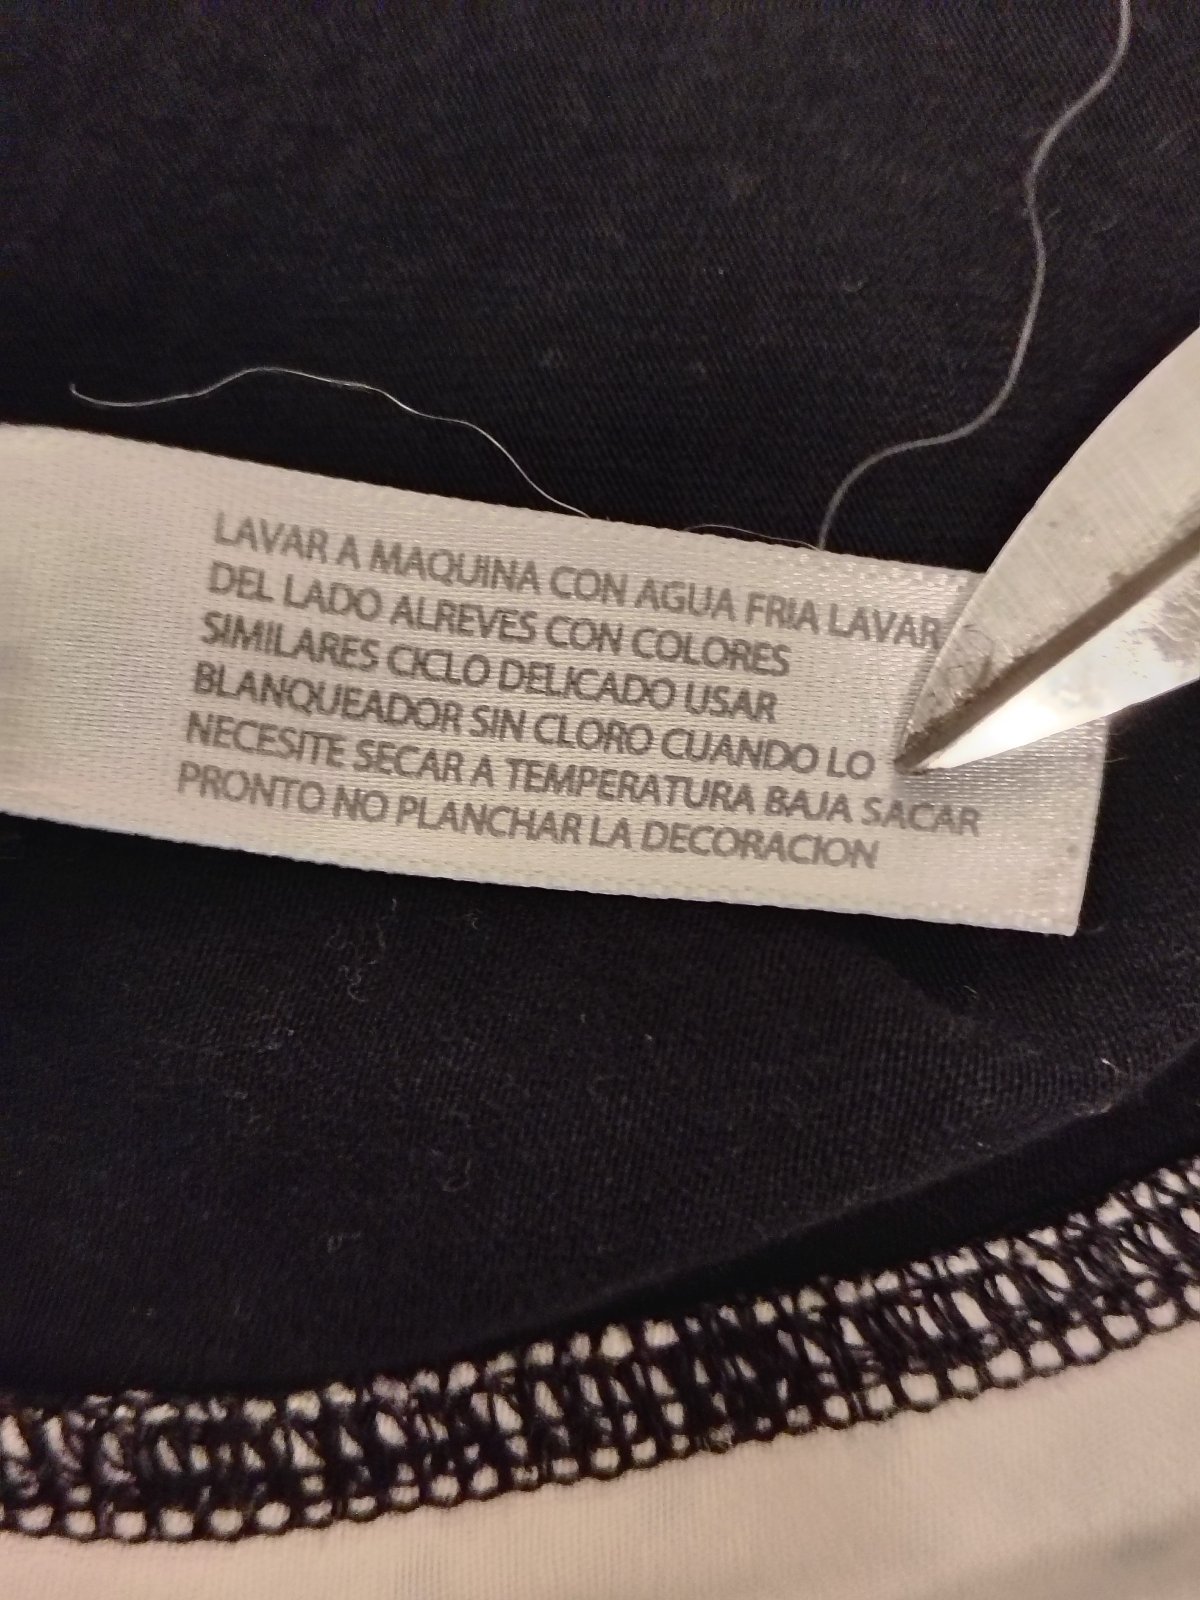 LAVAR A MAQUINA CON AGUA FRIA LAVAR
DEL LADO ALREVES CON COLORES
SIMILARES CICLO DELICADO USAR
BLANQUEADOR SIN CLORO CUANDO LO
NECESITE SECAR A TEMPERATURA BAJA SACAR
PRONTO NO PLANCHAR LA DECORACION